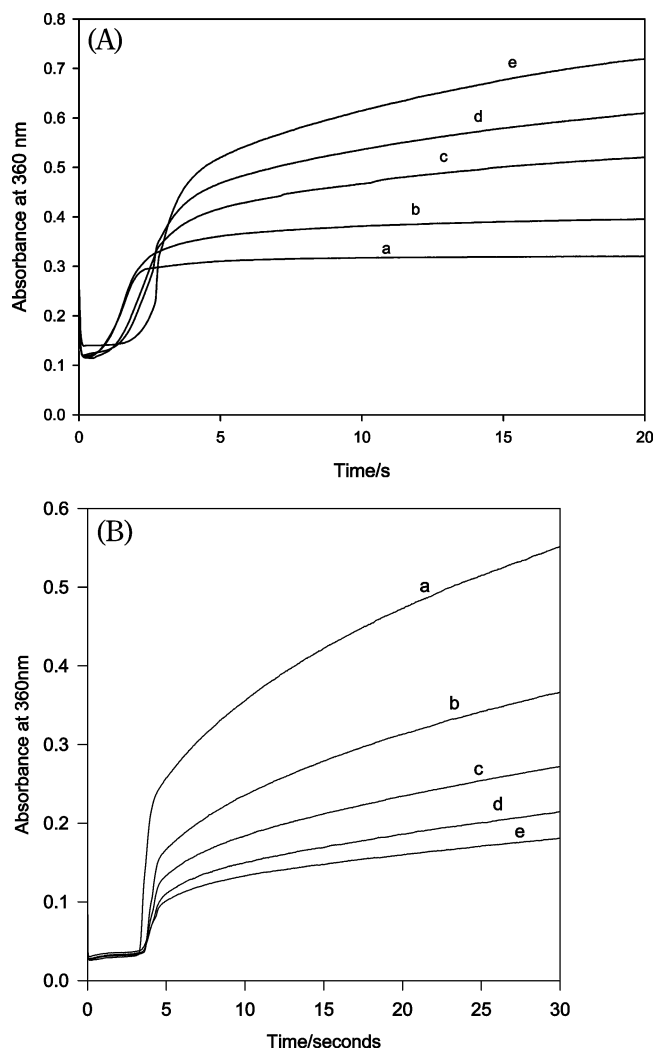 (A)
0.8
0.7
0.6
0.5
0.4
0.3
0.2
0.1
0.0
Absorbance at 360 nm
e
d
c
b
a
0 5 10 15 20
Time/s
(B)
0.6
0.5
0.4
0.3
0.2
0.1
0.0
Absorbance at 360nm
a
b
c
d
e
0 5 10 15 20 25 30
Time/seconds